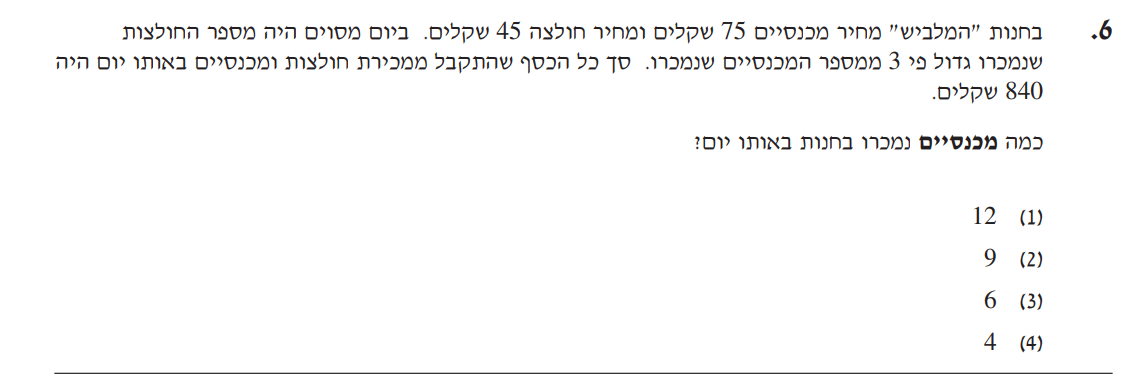 6. בחנות "המלביש" מחיר מכנסיים 75 שקלים ומחיר חולצה 45 שקלים. ביום מסוים היה מספר החולצות
שנמכרו גדול פי 3 ממספר המכנסיים שנמכרו. סך כל הכסף שהתקבל ממכירת חולצות ומכנסיים באותו יום היה
840 שקלים.
כמה מכנסיים נמכרו בחנות באותו יום?
(1) 12
(2) 9
(3) 6
(4) 4